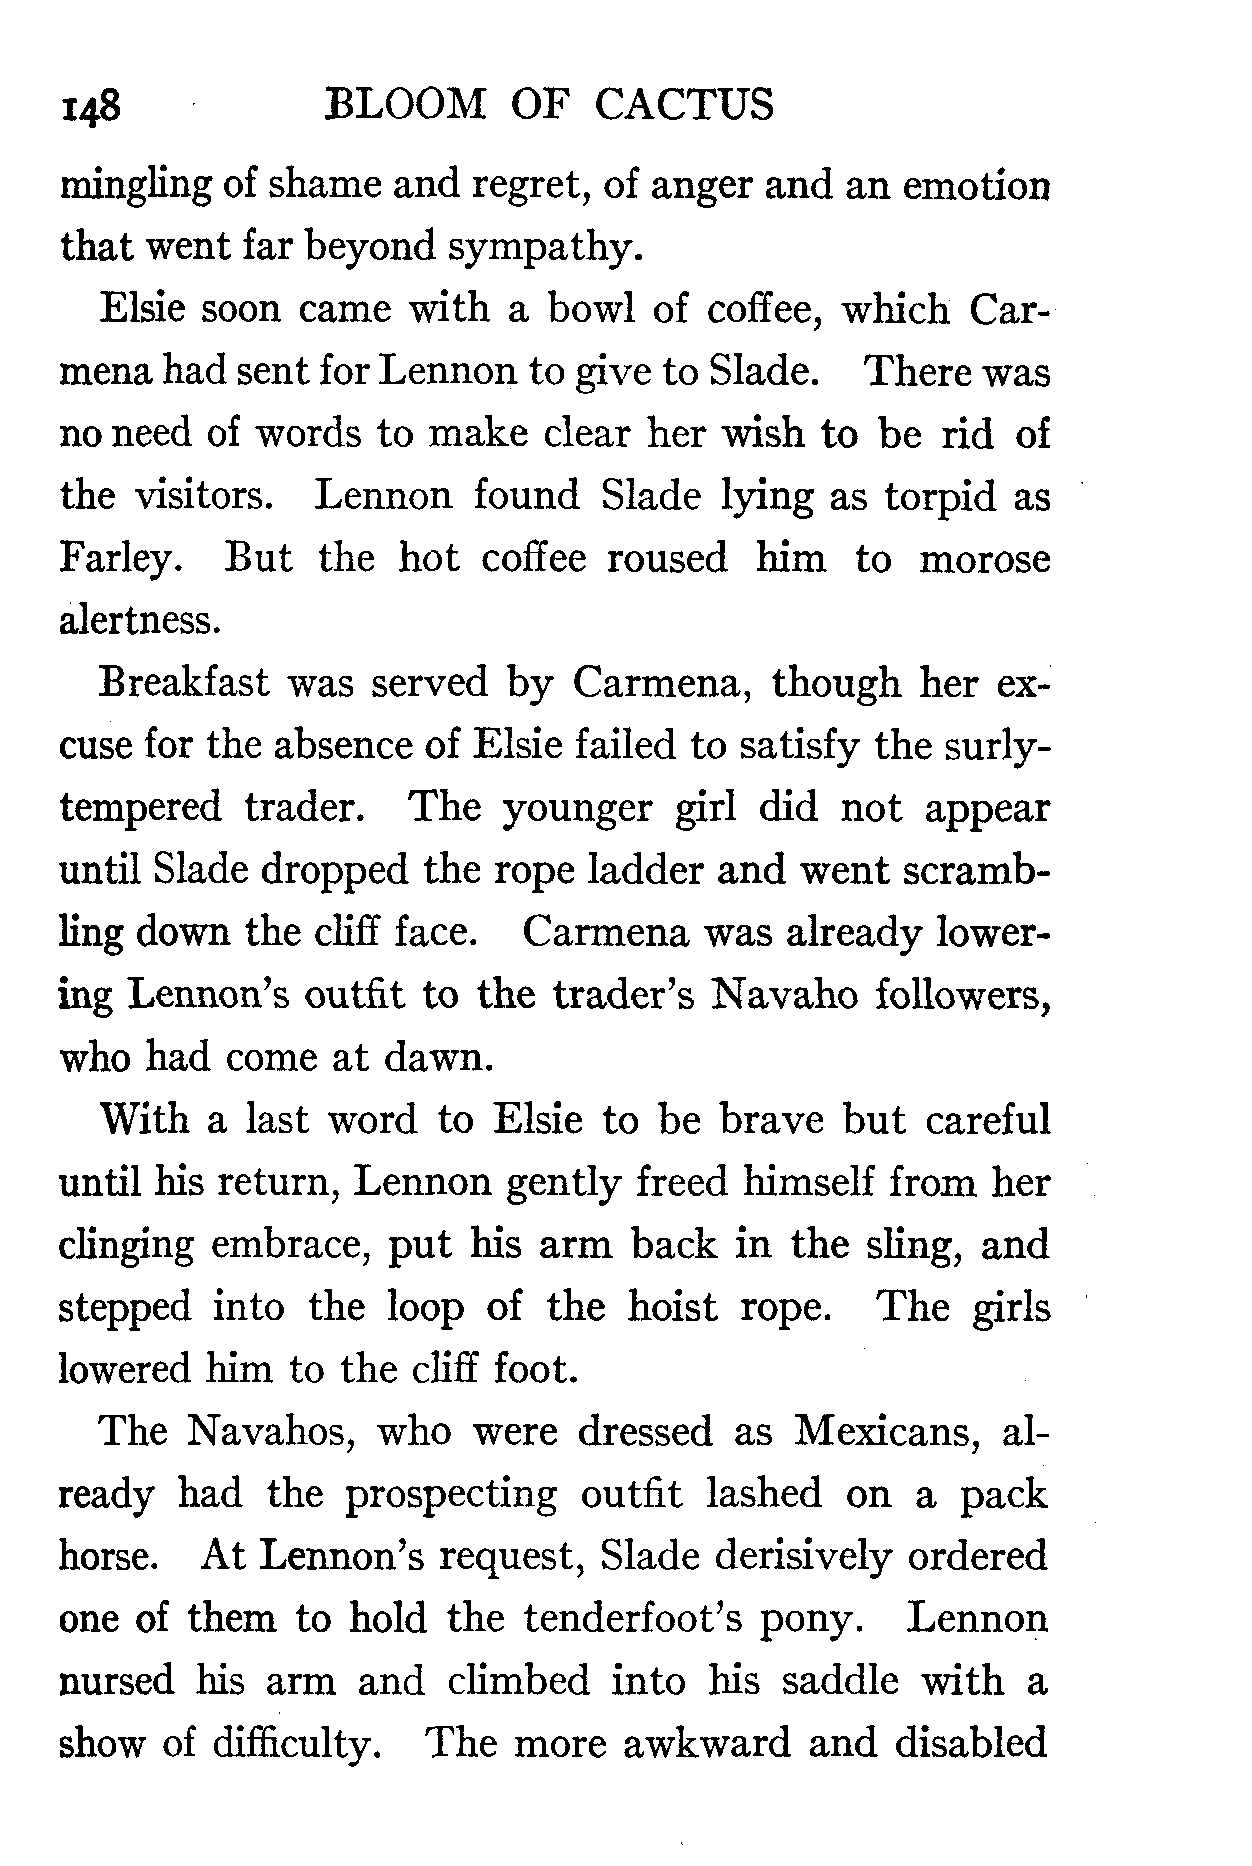 148 BLOOM OF CACTUS
mingling of shame and regret, of anger and an emotion
that went far beyond sympathy.
Elsie soon came with a bowl of coffee, which Car-
mena had sent for Lennon to give to Slade. There was
no need of words to make clear her wish to be rid of
the visitors. Lennon found Slade lying as torpid as
Farley. But the hot coffee roused him to morose
alertness.
Breakfast was served by Carmena, though her ex-
cuse for the absence of Elsie failed to satisfy the surly-
tempered trader. The younger girl did not appear
until Slade dropped the rope ladder and went scramb-
ling down the cliff face. Carmena was already lower-
ing Lennon's outfit to the trader's Navaho followers,
who had come at dawn.
With a last word to Elsie to be brave but careful
until his return, Lennon gently freed himself from her
clinging embrace, put his arm back in the sling, and
stepped into the loop of the hoist rope. The girls
lowered him to the cliff foot.
The Navahos, who were dressed as Mexicans, al-
ready had the prospecting outfit lashed on a pack
horse. At Lennon's request, Slade derisively ordered
one of them to hold the tenderfoot's pony. Lennon
nursed his arm and climbed into his saddle with a
show of difficulty. The more awkward and disabled